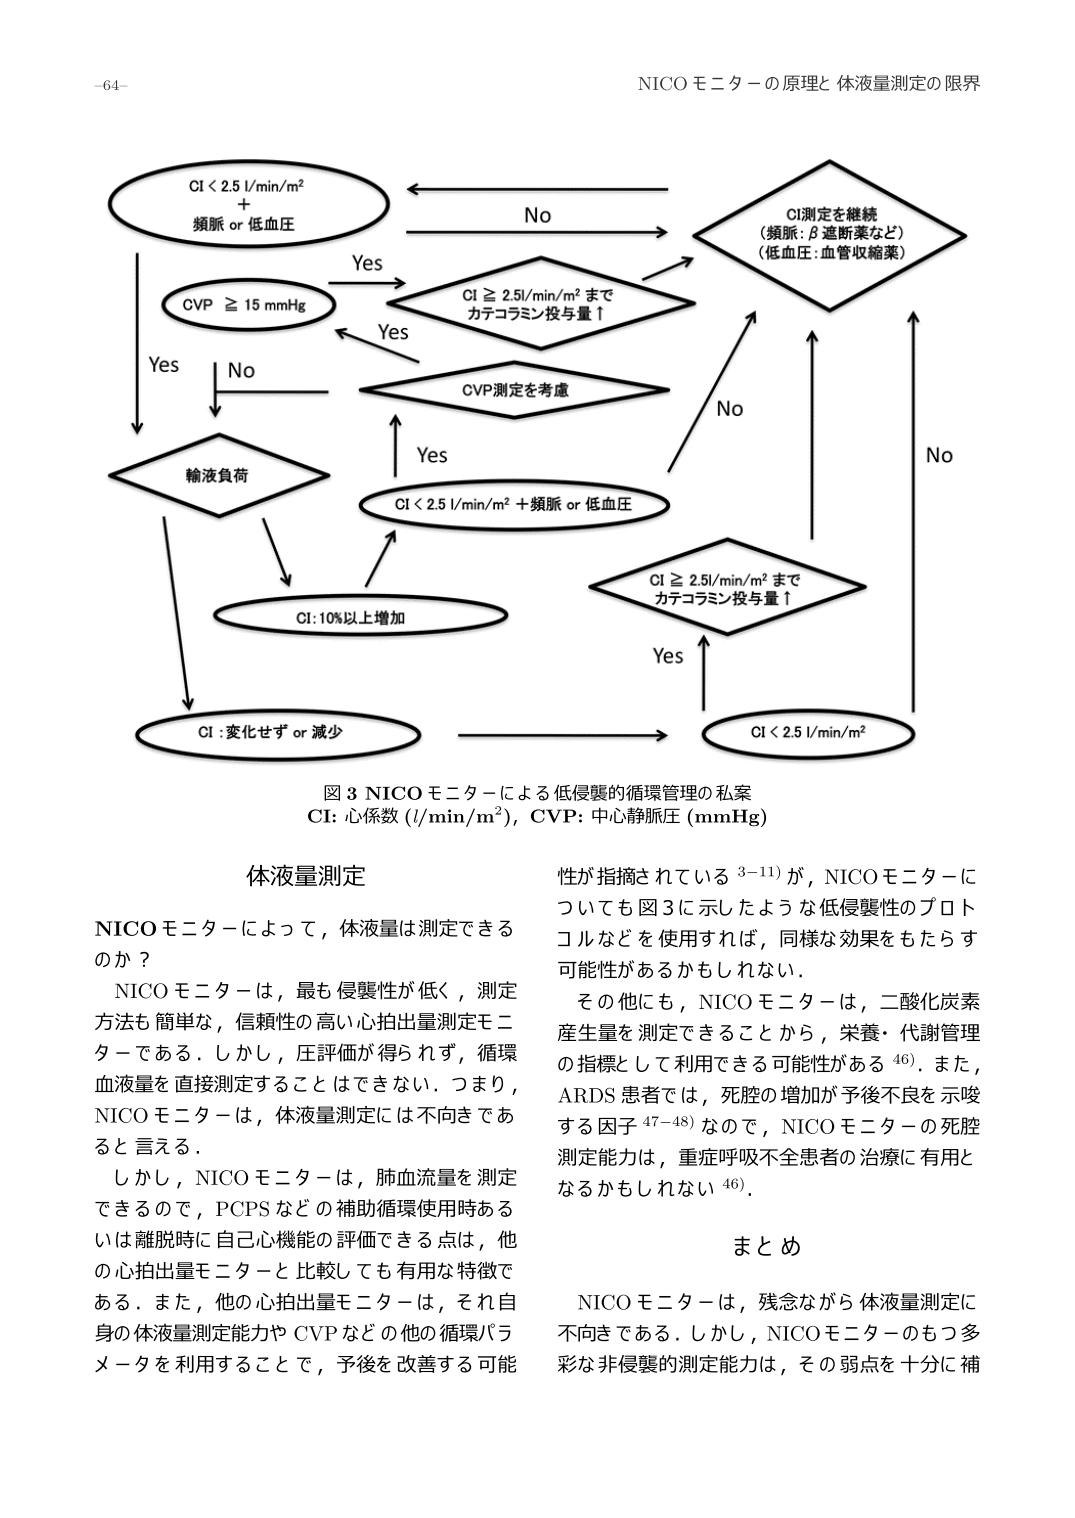 –64–
NICO モニターの原理と体液量測定の限界
CI < 2.5 l/min/m²
+
頻脈 or 低血圧
No
CI測定を継続
(頻脈:β遮断薬など)
(低血圧:血管収縮薬)
Yes
CVP ≧ 15 mmHg
CI ≧ 2.5l/min/m² まで
カテコラミン投与量↑
Yes
Yes
No
CVP測定を考慮
No
輸液負荷
Yes
No
CI < 2.5 l/min/m² +頻脈 or 低血圧
CI ≧ 2.5l/min/m² まで
カテコラミン投与量↑
CI:10%以上増加
Yes
CI :変化せず or 減少
CI < 2.5 l/min/m²
図 3 NICO モニターによる低侵襲的循環管理の私案
CI: 心係数 (l/min/m²), CVP: 中心静脈圧 (mmHg)
体液量測定
NICO モニターによって,体液量は測定できる
のか?
NICO モニターは,最も侵襲性が低く,測定
方法も簡単な,信頼性の高い心拍出量測定モニ
ターである.しかし,圧評価が得られず,循環
血液量を直接測定することはできない.つまり,
NICO モニターは,体液量測定には不向きであ
ると言える.
しかし,NICO モニターは,肺血流量を測定
できるので,PCPS などの補助循環使用時ある
いは離脱時に自己心機能の評価できる点は,他
の心拍出量モニターと比較しても有用な特徴で
ある.また,他の心拍出量モニターは,それ自
身の体液量測定能力や CVP などの他の循環パラ
メータを利用することで,予後を改善する可能
性が指摘されている 3−11) が,NICO モニターに
ついても図3に示したような低侵襲性のプロト
コルなどを使用すれば,同様な効果をもたらす
可能性があるかもしれない.
その他にも,NICO モニターは,二酸化炭素
産生量を測定できることから,栄養・代謝管理
の指標として利用できる可能性がある 46).また,
ARDS 患者では,死腔の増加が予後不良を示唆
する因子 47−48) なので,NICO モニターの死腔
測定能力は,重症呼吸不全患者の治療に有用と
なるかもしれない 46).
まとめ
NICO モニターは,残念ながら体液量測定に
不向きである.しかし,NICO モニターのもつ多
彩な非侵襲的測定能力は,その弱点を十分に補